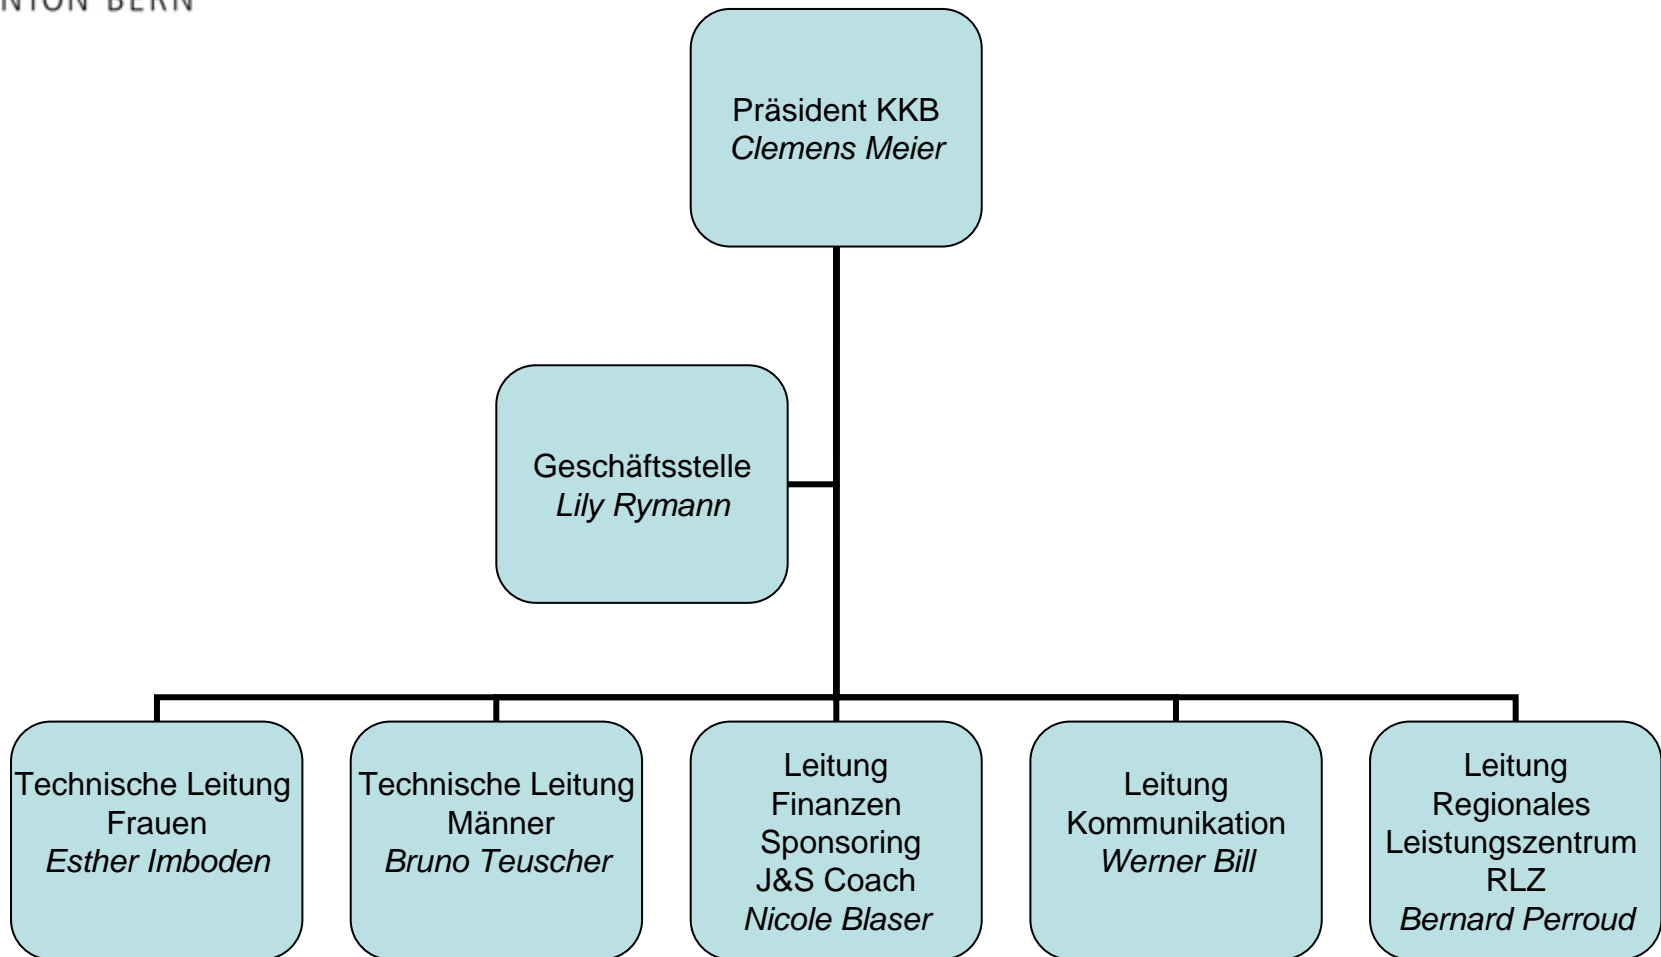 Präsident KKB
Clemens Meier
Geschäftsstelle
Lily Rymann
Technische Leitung
Frauen
Esther Imboden
Technische Leitung
Männer
Bruno Teuscher
Leitung
Finanzen
Sponsoring
J&S Coach
Nicole Blaser
Leitung
Kommunikation
Werner Bill
Leitung
Regionales
Leistungszentrum
RLZ
Bernard Perroud